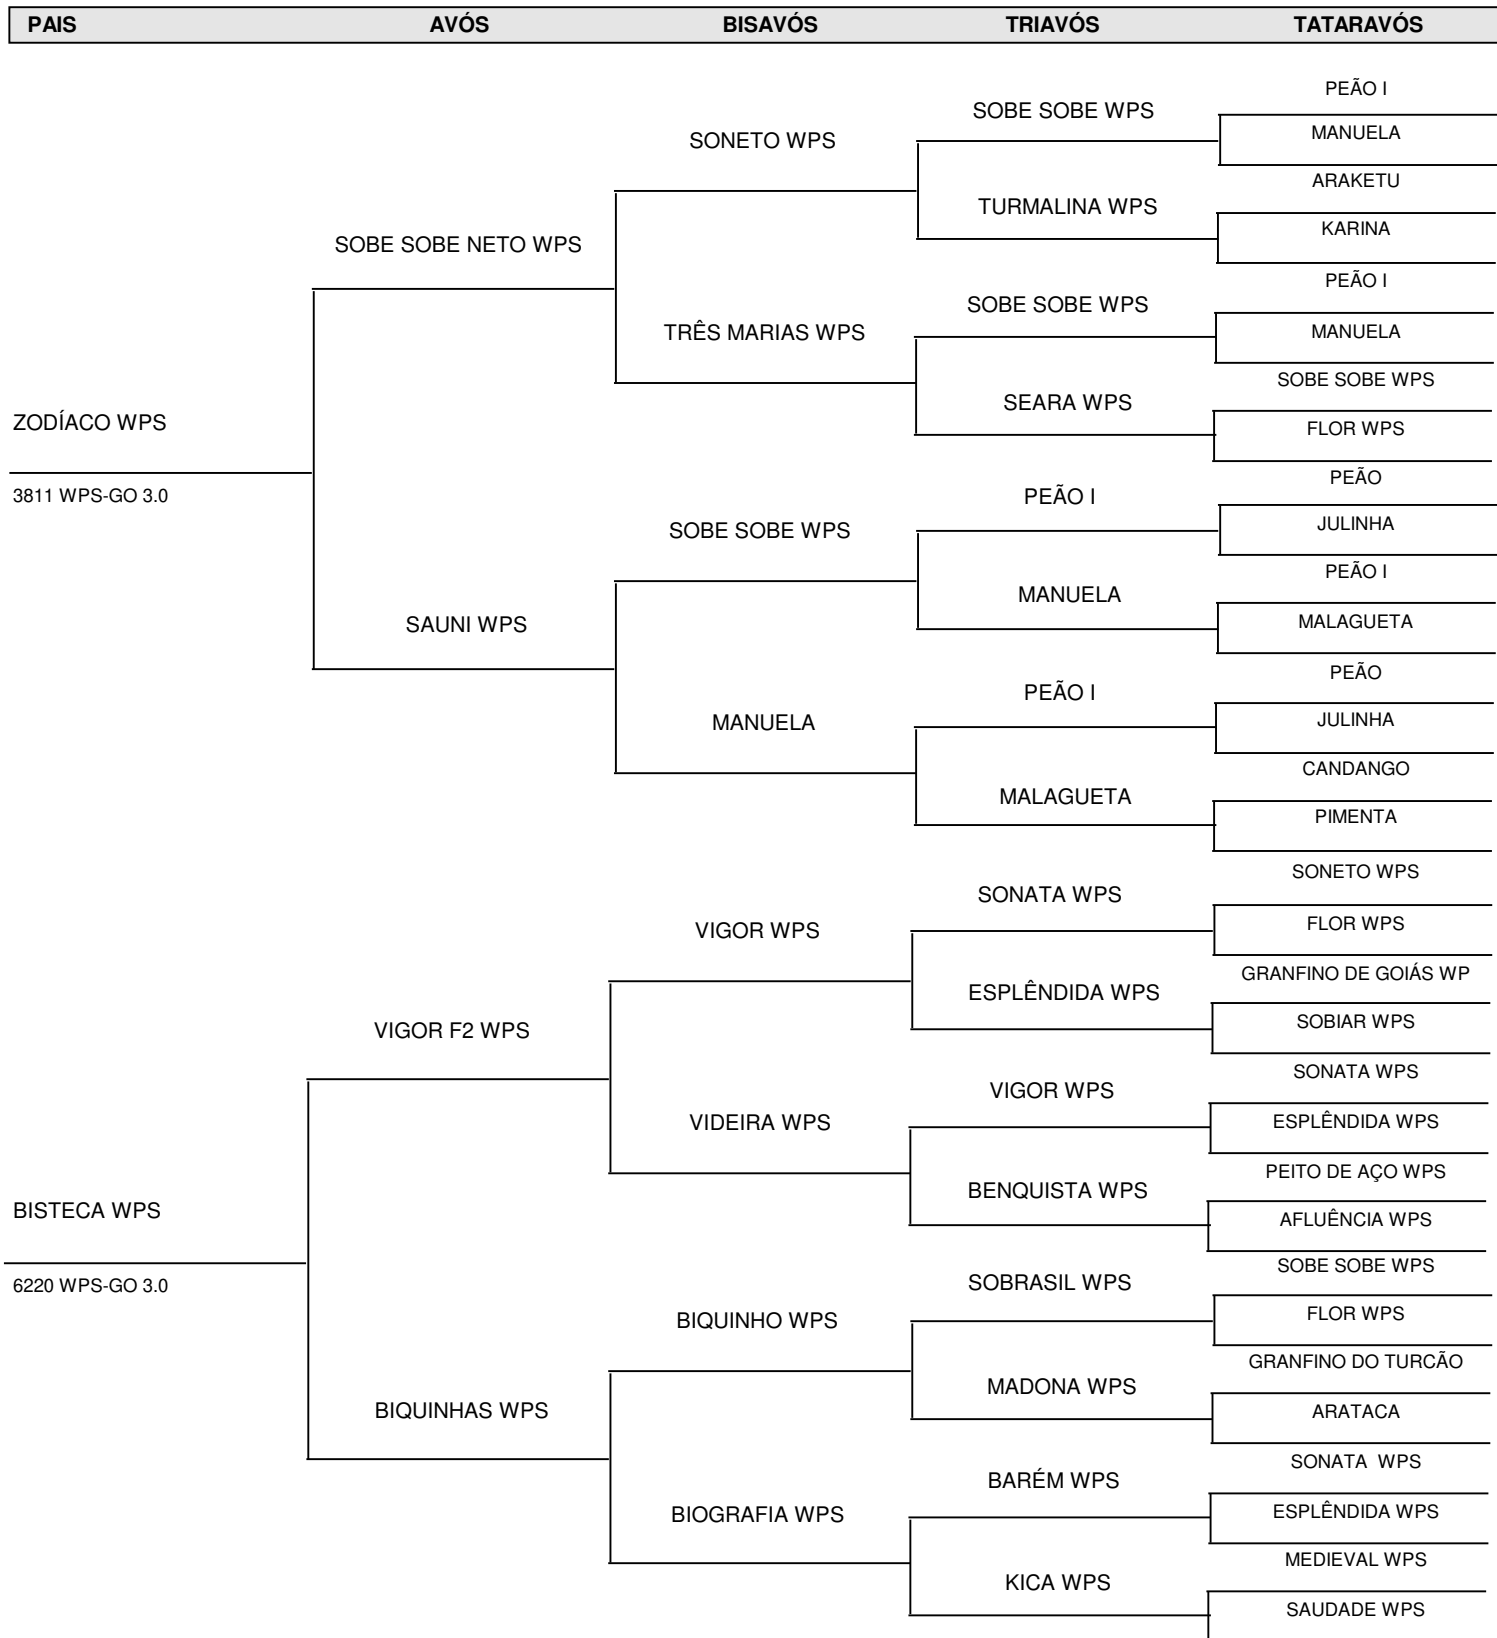 PAIS AVÓS BISAVÓS TRIAVÓS TATARAVÓS
PEÃO I
SOBE SOBE WPS
MANUELA
SONETO WPS
ARAKETU
TURMALINA WPS
KARINA
SOBE SOBE NETO WPS
PEÃO I
SOBE SOBE WPS
MANUELA
TRÊS MARIAS WPS
SOBE SOBE WPS
SEARA WPS
FLOR WPS
ZODÍACO WPS
3811 WPS-GO 3.0
PEÃO
PEÃO I
JULINHA
SOBE SOBE WPS
PEÃO I
MANUELA
MALAGUETA
SAUNI WPS
PEÃO
PEÃO I
JULINHA
MANUELA
CANDANGO
MALAGUETA
PIMENTA
SONETO WPS
SONATA WPS
FLOR WPS
VIGOR WPS
GRANFINO DE GOIÁS WP
ESPLÊNDIDA WPS
SOBIAR WPS
VIGOR F2 WPS
SONATA WPS
VIGOR WPS
ESPLÊNDIDA WPS
VIDEIRA WPS
PEITO DE AÇO WPS
BENQUISTA WPS
AFLUÊNCIA WPS
BISTECA WPS
6220 WPS-GO 3.0
SOBE SOBE WPS
SOBRASIL WPS
FLOR WPS
BIQUINHO WPS
GRANFINO DO TURCÃO
MADONA WPS
ARATACA
BIQUINHAS WPS
SONATA WPS
BARÉM WPS
ESPLÊNDIDA WPS
BIOGRAFIA WPS
MEDIEVAL WPS
KICA WPS
SAUDADE WPS